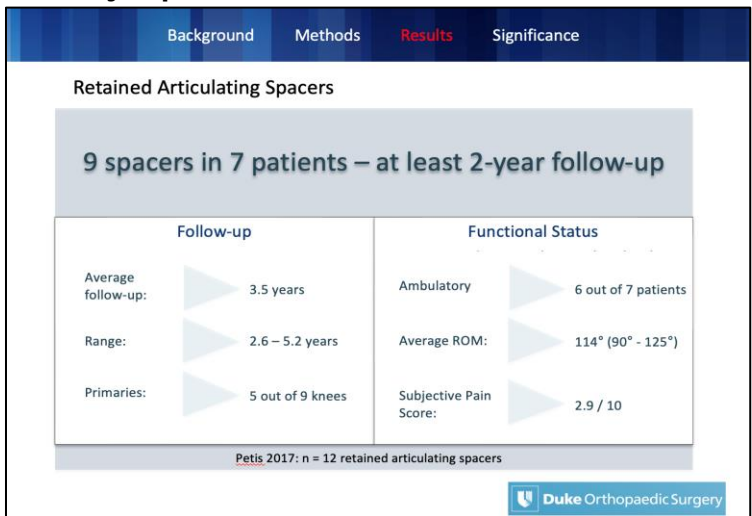 Background Methods Results Significance
Retained Articulating Spacers
9 spacers in 7 patients – at least 2-year follow-up
Follow-up
Average
follow-up:
3.5 years
Range:
2.6 – 5.2 years
Primaries:
5 out of 9 knees
Functional Status
Ambulatory
6 out of 7 patients
Average ROM:
114° (90° - 125°)
Subjective Pain
Score:
2.9 / 10
Petis 2017: n = 12 retained articulating spacers
Duke Orthopaedic Surgery